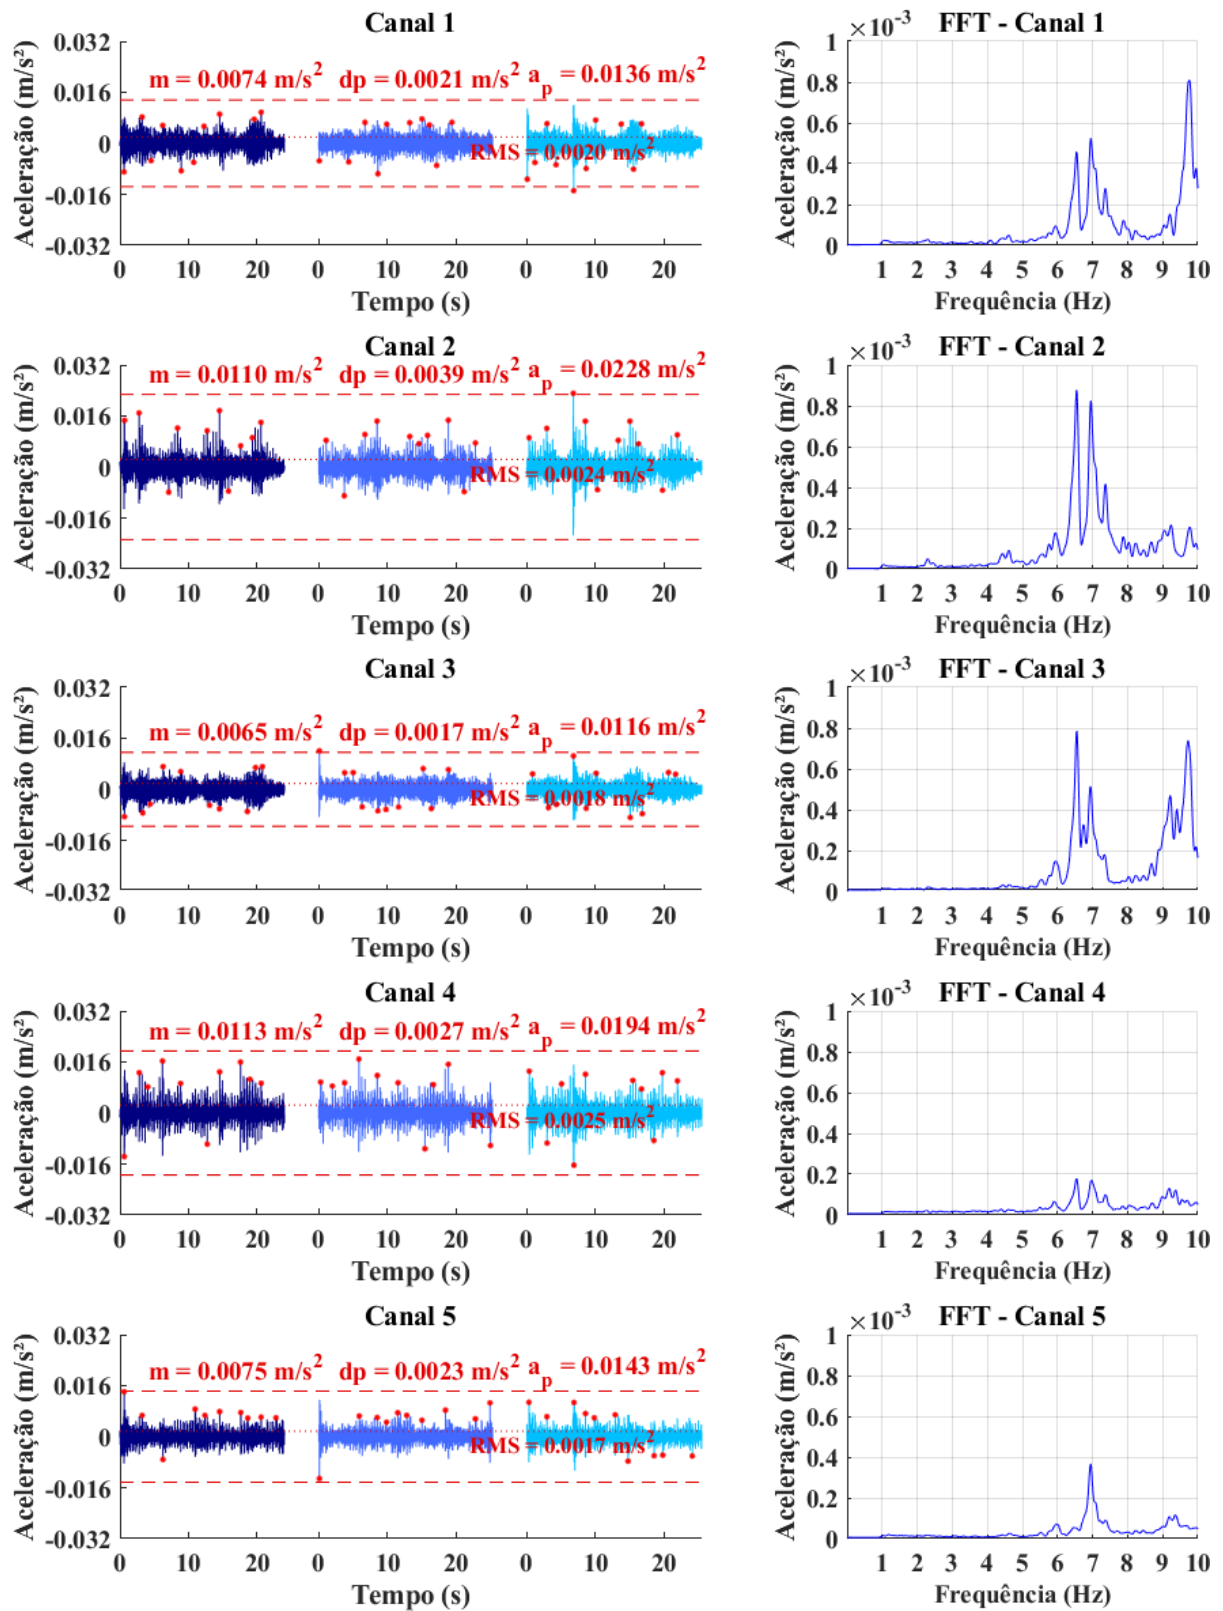 Canal 1
FFT - Canal 1
×10⁻³
m = 0.0074 m/s² dp = 0.0021 m/s² aₚ = 0.0136 m/s²
RMS = 0.0020 m/s²
0.032
0.016
0
-0.016
-0.032
Aceleração (m/s²)
0 10 20 0 10 20 0 10 20
Tempo (s)
1
0.8
0.6
0.4
0.2
0
Aceleração (m/s²)
1 2 3 4 5 6 7 8 9 10
Frequência (Hz)
Canal 2
FFT - Canal 2
×10⁻³
m = 0.0110 m/s² dp = 0.0039 m/s² aₚ = 0.0228 m/s²
RMS = 0.0024 m/s²
0.032
0.016
0
-0.016
-0.032
Aceleração (m/s²)
0 10 20 0 10 20 0 10 20
Tempo (s)
1
0.8
0.6
0.4
0.2
0
Aceleração (m/s²)
1 2 3 4 5 6 7 8 9 10
Frequência (Hz)
Canal 3
FFT - Canal 3
×10⁻³
m = 0.0065 m/s² dp = 0.0017 m/s² aₚ = 0.0116 m/s²
RMS = 0.0018 m/s²
0.032
0.016
0
-0.016
-0.032
Aceleração (m/s²)
0 10 20 0 10 20 0 10 20
Tempo (s)
1
0.8
0.6
0.4
0.2
0
Aceleração (m/s²)
1 2 3 4 5 6 7 8 9 10
Frequência (Hz)
Canal 4
FFT - Canal 4
×10⁻³
m = 0.0113 m/s² dp = 0.0027 m/s² aₚ = 0.0194 m/s²
RMS = 0.0025 m/s²
0.032
0.016
0
-0.016
-0.032
Aceleração (m/s²)
0 10 20 0 10 20 0 10 20
Tempo (s)
1
0.8
0.6
0.4
0.2
0
Aceleração (m/s²)
1 2 3 4 5 6 7 8 9 10
Frequência (Hz)
Canal 5
FFT - Canal 5
×10⁻³
m = 0.0075 m/s² dp = 0.0023 m/s² aₚ = 0.0143 m/s²
RMS = 0.0017 m/s²
0.032
0.016
0
-0.016
-0.032
Aceleração (m/s²)
0 10 20 0 10 20 0 10 20
Tempo (s)
1
0.8
0.6
0.4
0.2
0
Aceleração (m/s²)
1 2 3 4 5 6 7 8 9 10
Frequência (Hz)